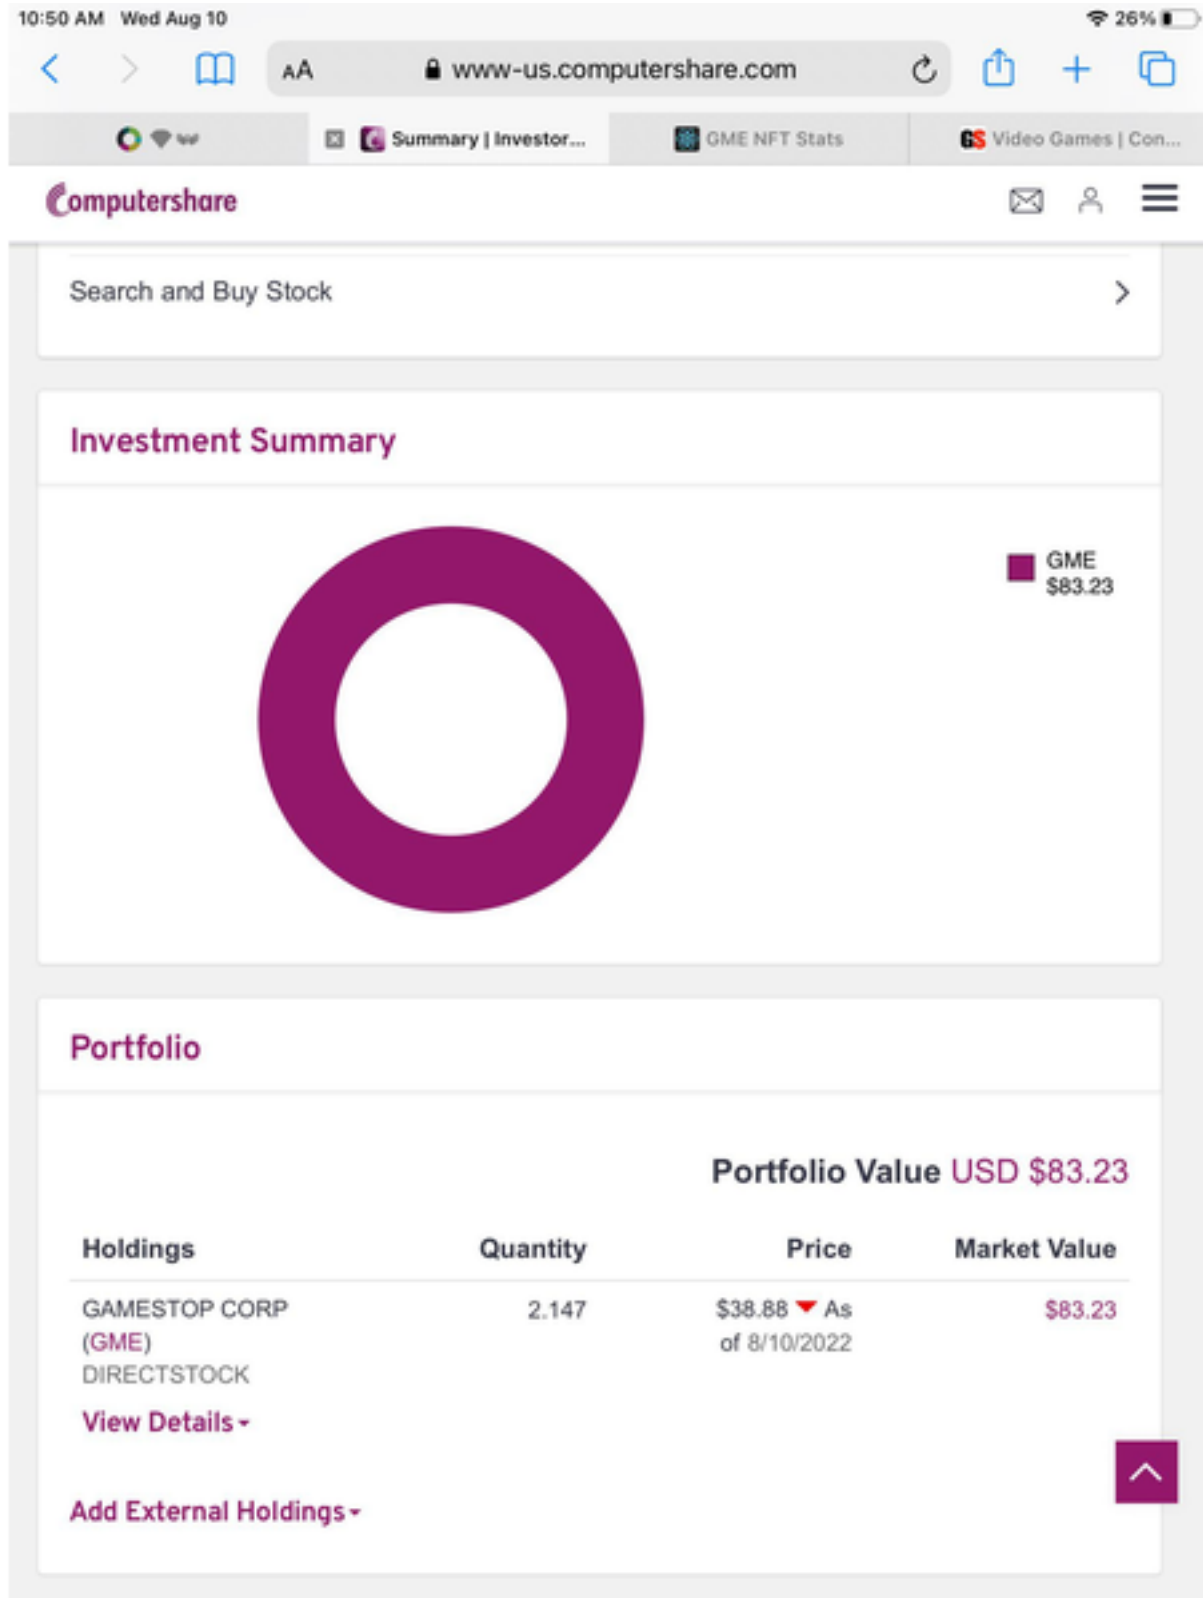 10:50 AM Wed Aug 10 26%
AA www-us.computershare.com
Summary | Investor... GME NFT Stats GS Video Games | Con...
Computershare
Search and Buy Stock
Investment Summary
GME
$83.23
Portfolio
Portfolio Value USD $83.23
Holdings Quantity Price Market Value
GAMESTOP CORP 2.147 $38.88 As $83.23
(GME) of 8/10/2022
DIRECTSTOCK
View Details
Add External Holdings